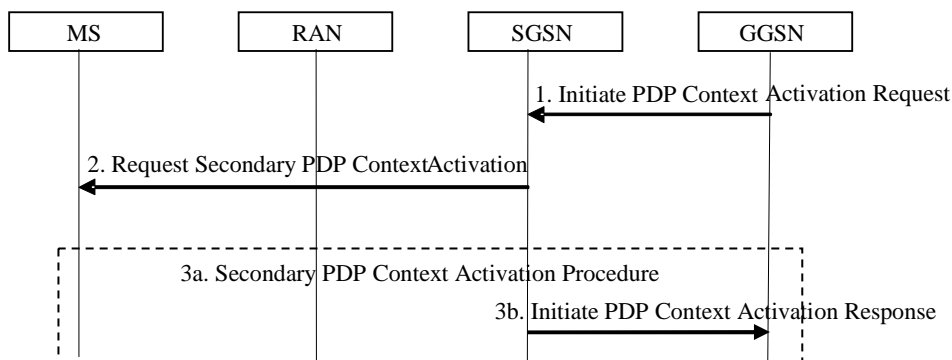 MS
RAN
SGSN
GGSN
1. Initiate PDP Context Activation Request
2. Request Secondary PDP ContextActivation
3a. Secondary PDP Context Activation Procedure
3b. Initiate PDP Context Activation Response